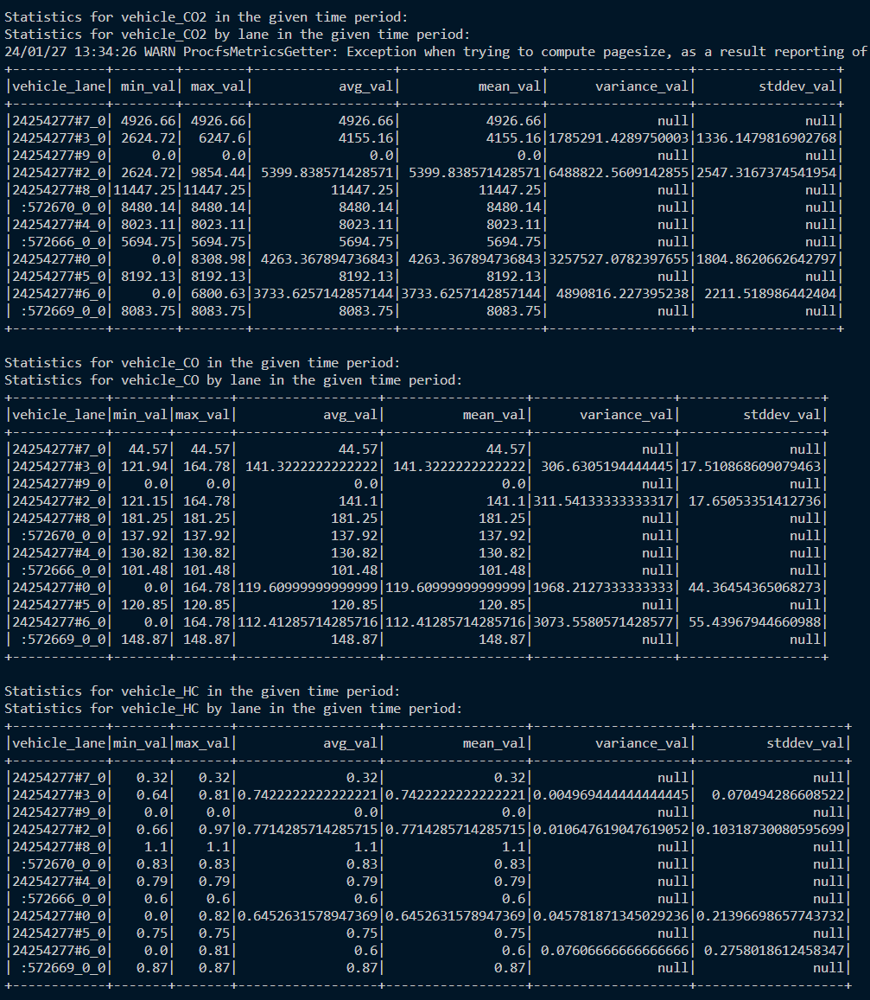 Statistics for vehicle_CO2 in the given time period:
Statistics for vehicle_CO2 by lane in the given time period:
24/01/27 13:34:26 WARN ProcfsMetricsGetter: Exception when trying to compute pagesize, as a result reporting of
+------------+--------+--------+------------------+------------------+------------------+------------------+
|vehicle_lane| min_val| max_val|           avg_val|          mean_val|      variance_val|        stddev_val|
+------------+--------+--------+------------------+------------------+------------------+------------------+
|24254277#7_0| 4926.66| 4926.66|           4926.66|           4926.66|              null|              null|
|24254277#3_0| 2624.72|  6247.6|           4155.16|           4155.16|1785291.4289750003|1336.1479816902768|
|24254277#9_0|     0.0|     0.0|               0.0|               0.0|              null|              null|
|24254277#2_0| 2624.72| 9854.44|  5399.838571428571|  5399.838571428571|6488822.5609142855|2547.3167374541954|
|24254277#8_0|11447.25|11447.25|          11447.25|          11447.25|              null|              null|
| :572670_0_0| 8480.14| 8480.14|           8480.14|           8480.14|              null|              null|
|24254277#4_0| 8023.11| 8023.11|           8023.11|           8023.11|              null|              null|
| :572666_0_0| 5694.75| 5694.75|           5694.75|           5694.75|              null|              null|
|24254277#0_0|     0.0| 8308.98|  4263.367894736843|  4263.367894736843|3257527.0782397655|1804.8620662642797|
|24254277#5_0| 8192.13| 8192.13|           8192.13|           8192.13|              null|              null|
|24254277#6_0|     0.0| 6800.63|3733.6257142857144|3733.6257142857144| 4890816.227395238| 2211.518986442404|
| :572669_0_0| 8083.75| 8083.75|           8083.75|           8083.75|              null|              null|
+------------+--------+--------+------------------+------------------+------------------+------------------+
Statistics for vehicle_CO in the given time period:
Statistics for vehicle_CO by lane in the given time period:
+------------+-------+-------+------------------+------------------+------------------+------------------+
|vehicle_lane|min_val|max_val|           avg_val|          mean_val|      variance_val|        stddev_val|
+------------+-------+-------+------------------+------------------+------------------+------------------+
|24254277#7_0|  44.57|  44.57|             44.57|             44.57|              null|              null|
|24254277#3_0| 121.94| 164.78| 141.3222222222222| 141.3222222222222| 306.6305194444445|17.510868609079463|
|24254277#9_0|    0.0|    0.0|               0.0|               0.0|              null|              null|
|24254277#2_0| 121.15| 164.78|             141.1|             141.1|311.54133333333317| 17.65053351412736|
|24254277#8_0| 181.25| 181.25|            181.25|            181.25|              null|              null|
| :572670_0_0| 137.92| 137.92|            137.92|            137.92|              null|              null|
|24254277#4_0| 130.82| 130.82|            130.82|            130.82|              null|              null|
| :572666_0_0| 101.48| 101.48|            101.48|            101.48|              null|              null|
|24254277#0_0|    0.0| 164.78|119.60999999999999|119.60999999999999|1968.2127333333333| 44.36454365068273|
|24254277#5_0| 120.85| 120.85|            120.85|            120.85|              null|              null|
|24254277#6_0|    0.0| 164.78|112.41285714285716|112.41285714285716|3073.5580571428577| 55.43967944660988|
| :572669_0_0| 148.87| 148.87|            148.87|            148.87|              null|              null|
+------------+-------+-------+------------------+------------------+------------------+------------------+
Statistics for vehicle_HC in the given time period:
Statistics for vehicle_HC by lane in the given time period:
+------------+-------+-------+------------------+------------------+--------------------+-------------------+
|vehicle_lane|min_val|max_val|           avg_val|          mean_val|        variance_val|         stddev_val|
+------------+-------+-------+------------------+------------------+--------------------+-------------------+
|24254277#7_0|   0.32|   0.32|              0.32|              0.32|                null|               null|
|24254277#3_0|   0.64|   0.81|0.7422222222222221|0.7422222222222221|0.004969444444444445|  0.070494286608522|
|24254277#9_0|    0.0|    0.0|               0.0|               0.0|                null|               null|
|24254277#2_0|   0.66|   0.97|0.7714285714285715|0.7714285714285715|0.010647619047619052|0.10318730080595699|
|24254277#8_0|    1.1|    1.1|               1.1|               1.1|                null|               null|
| :572670_0_0|   0.83|   0.83|              0.83|              0.83|                null|               null|
|24254277#4_0|   0.79|   0.79|              0.79|              0.79|                null|               null|
| :572666_0_0|    0.6|    0.6|               0.6|               0.6|                null|               null|
|24254277#0_0|    0.0|   0.82|0.6452631578947369|0.6452631578947369|0.045781871345029236|0.21396698657743732|
|24254277#5_0|   0.75|   0.75|              0.75|              0.75|                null|               null|
|24254277#6_0|    0.0|   0.81|               0.6|               0.6| 0.07606666666666666| 0.2758018612458347|
| :572669_0_0|   0.87|   0.87|              0.87|              0.87|                null|               null|
+------------+-------+-------+------------------+------------------+--------------------+-------------------+